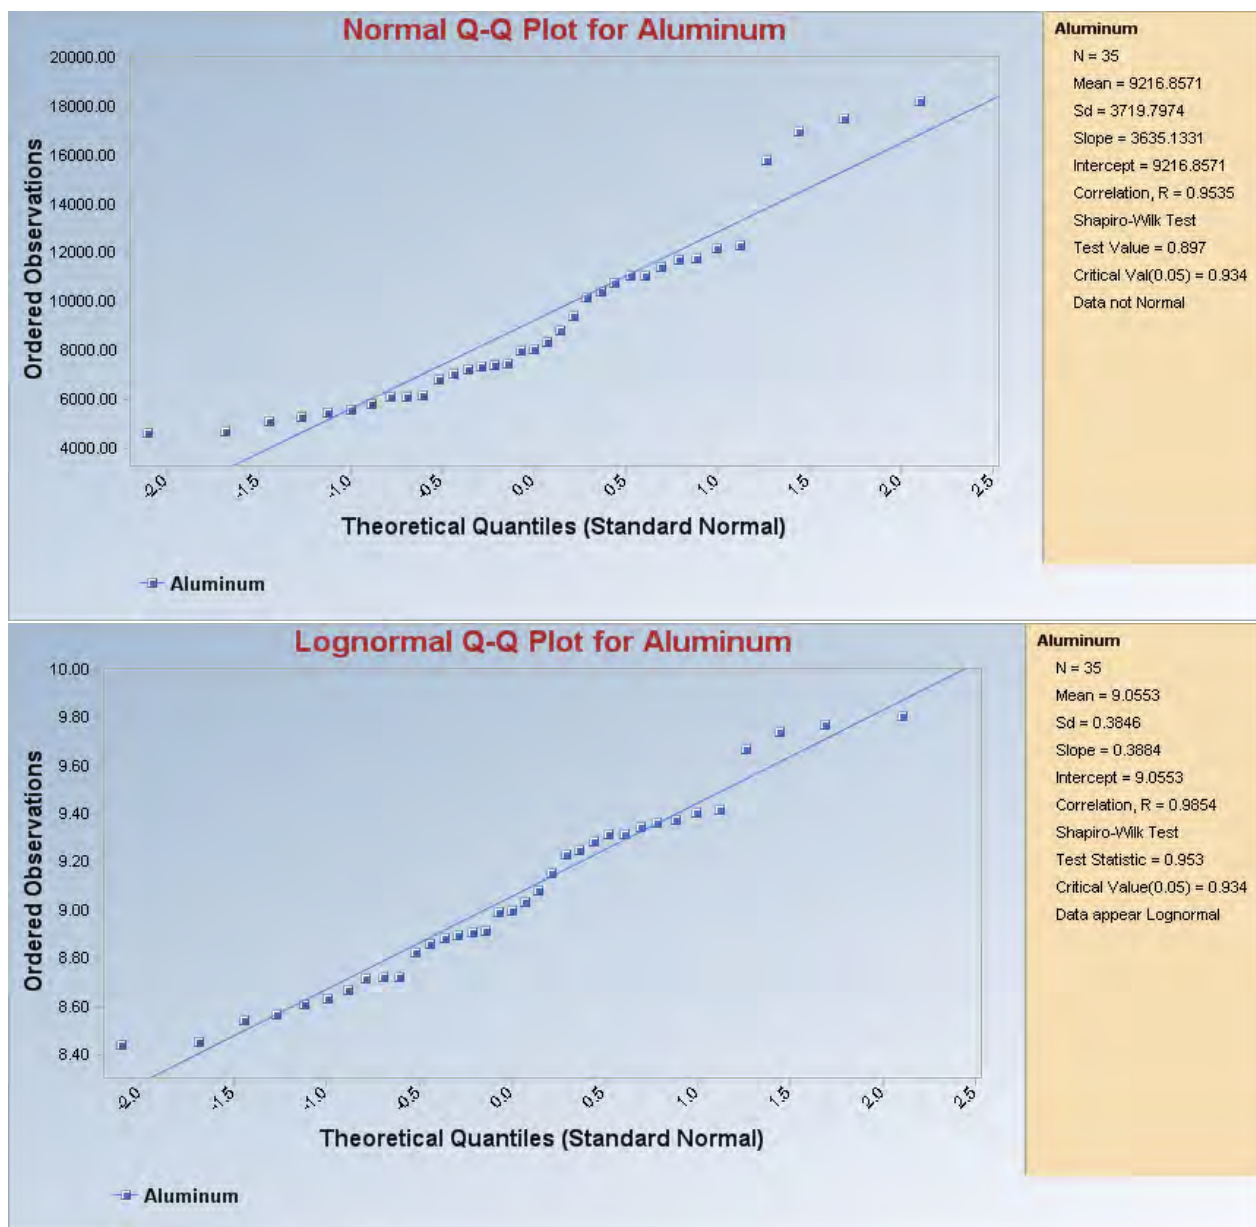 Normal Q-Q Plot for Aluminum
Ordered Observations
20000.00
18000.00
16000.00
14000.00
12000.00
10000.00
8000.00
6000.00
4000.00
-2.0 -1.5 -1.0 -0.5 0.0 0.5 1.0 1.5 2.0 2.5
Theoretical Quantiles (Standard Normal)
Aluminum
Aluminum
N = 35
Mean = 9216.8571
Sd = 3719.7974
Slope = 3635.1331
Intercept = 9216.8571
Correlation, R = 0.9535
Shapiro-Wilk Test
Test Value = 0.897
Critical Val(0.05) = 0.934
Data not Normal
Lognormal Q-Q Plot for Aluminum
Ordered Observations
10.00
9.80
9.60
9.40
9.20
9.00
8.80
8.60
8.40
-2.0 -1.5 -1.0 -0.5 0.0 0.5 1.0 1.5 2.0 2.5
Theoretical Quantiles (Standard Normal)
Aluminum
Aluminum
N = 35
Mean = 9.0553
Sd = 0.3846
Slope = 0.3884
Intercept = 9.0553
Correlation, R = 0.9854
Shapiro-Wilk Test
Test Statistic = 0.953
Critical Value(0.05) = 0.934
Data appear Lognormal